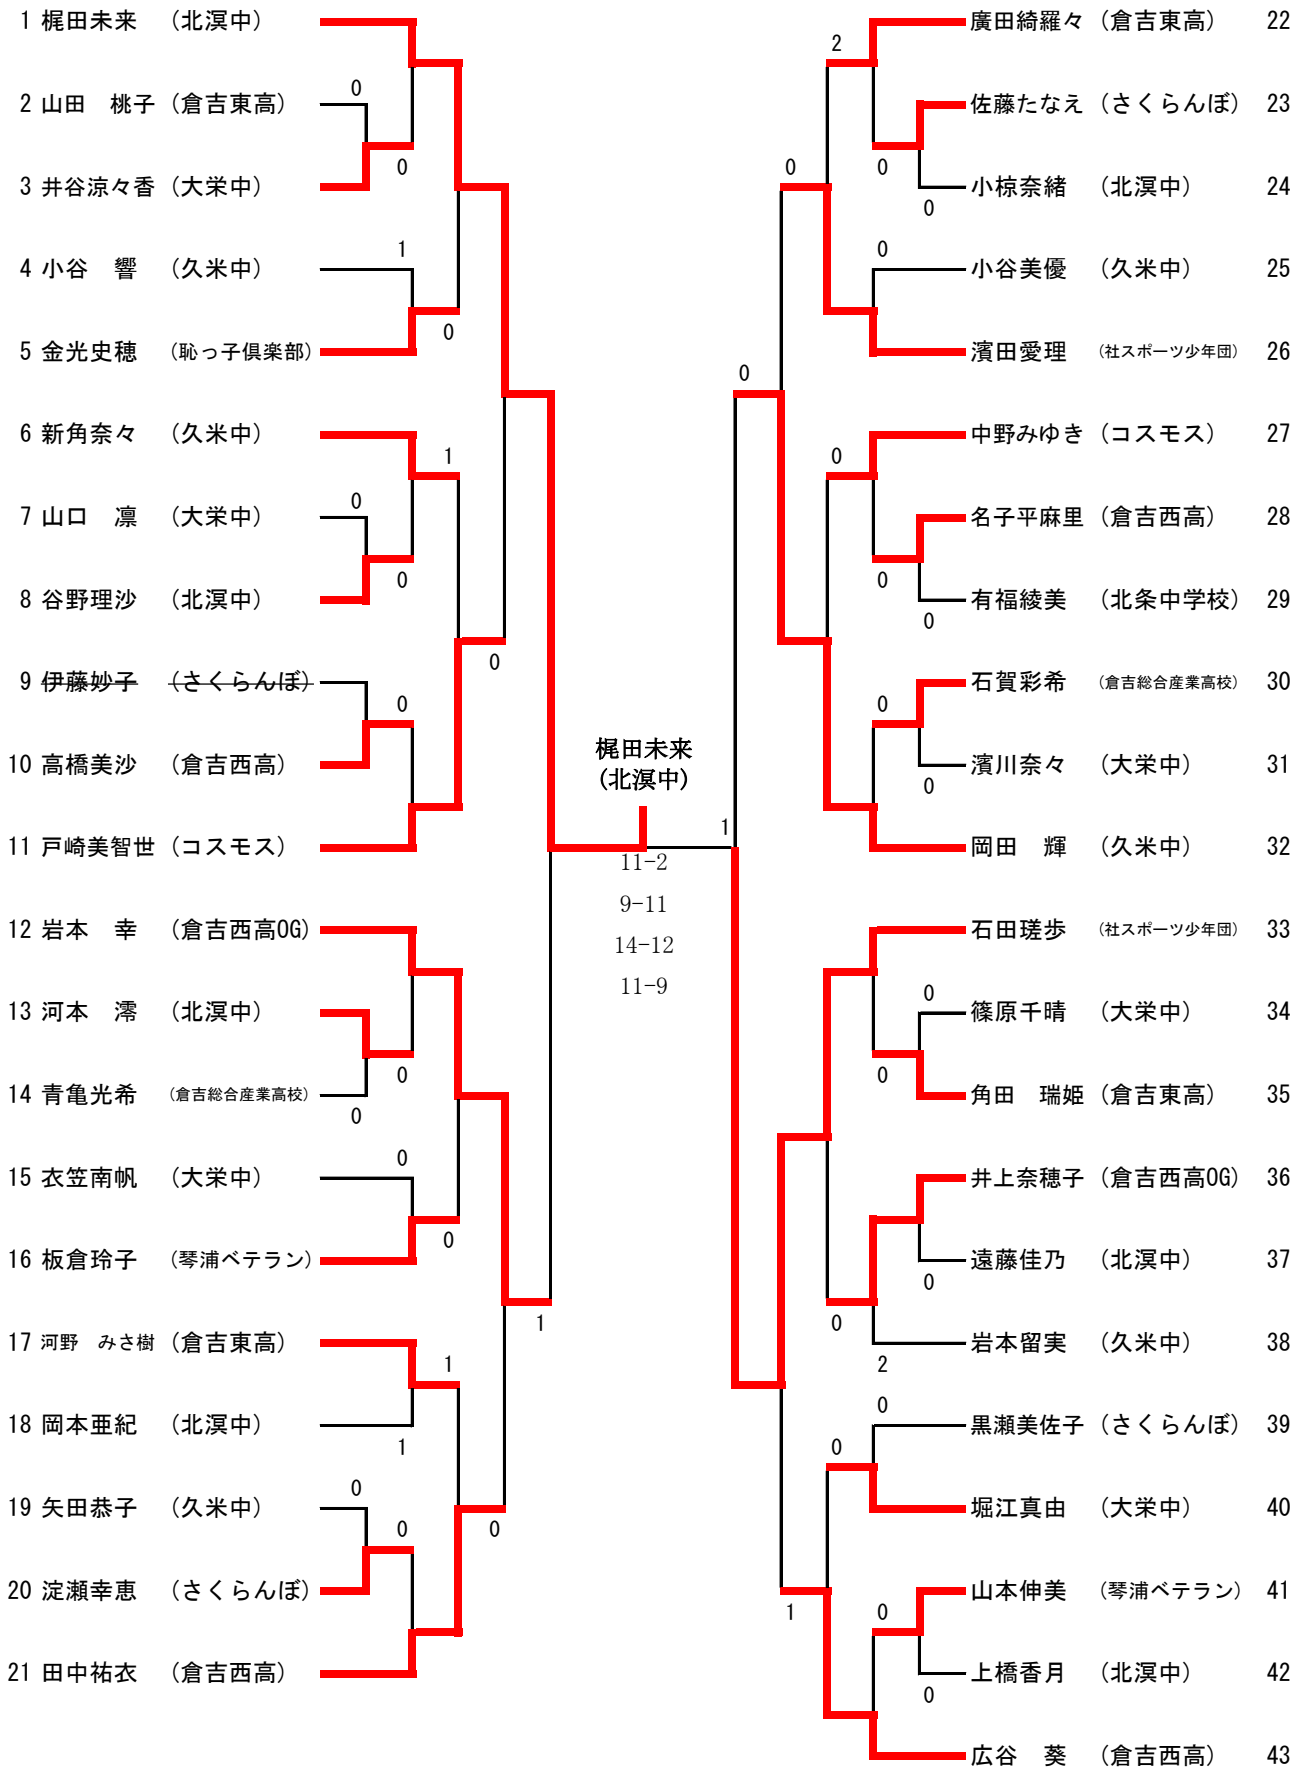 1 梶田未来 （北溟中）
0
2 山田 桃子 （倉吉東高）
0
3 井谷涼々香 （大栄中）
1
4 小谷 響 （久米中）
0
5 金光史穂 （恥っ子倶楽部）
6 新角奈々 （久米中）
1
0
7 山口 凛 （大栄中）
0
8 谷野理沙 （北溟中）
0
9 伊藤妙子 （さくらんぼ）
0
10 高橋美沙 （倉吉西高）
11 戸崎美智世 （コスモス）
12 岩本 幸 （倉吉西高OG）
13 河本 澪 （北溟中）
0
14 青亀光希 （倉吉総合産業高校）
0
0
15 衣笠南帆 （大栄中）
0
16 板倉玲子 （琴浦ベテラン）
1
17 河野 みさ樹 （倉吉東高）
1
18 岡本亜紀 （北溟中）
1
0
19 矢田恭子 （久米中）
0
0
20 淀瀬幸恵 （さくらんぼ）
21 田中祐衣 （倉吉西高）
梶田未来
(北溟中)
1
11-2
9-11
14-12
11-9
廣田綺羅々 （倉吉東高） 22
2
佐藤たなえ （さくらんぼ） 23
0
0
小椋奈緒 （北溟中） 24
0
0
小谷美優 （久米中） 25
濱田愛理 （社スポーツ少年団） 26
0
中野みゆき （コスモス） 27
0
名子平麻里 （倉吉西高） 28
0
有福綾美 （北条中学校） 29
0
石賀彩希 （倉吉総合産業高校） 30
0
濱川奈々 （大栄中） 31
0
岡田 輝 （久米中） 32
石田瑳歩 （社スポーツ少年団） 33
0
篠原千晴 （大栄中） 34
0
角田 瑞姫 （倉吉東高） 35
井上奈穂子 （倉吉西高OG） 36
遠藤佳乃 （北溟中） 37
0
0
岩本留実 （久米中） 38
2
0
黒瀬美佐子 （さくらんぼ） 39
0
堀江真由 （大栄中） 40
山本伸美 （琴浦ベテラン） 41
1
0
上橋香月 （北溟中） 42
0
広谷 葵 （倉吉西高） 43